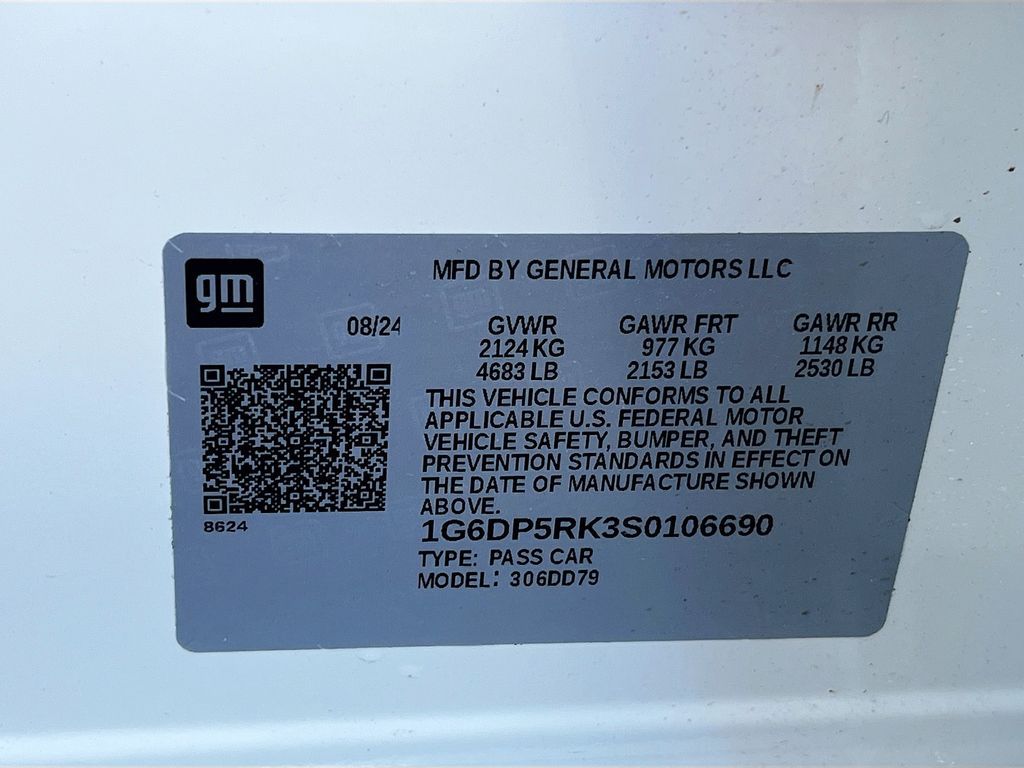 gm
MFD BY GENERAL MOTORS LLC
08/24 GVWR GAWR FRT GAWR RR
2124 KG 977 KG 1148 KG
4683 LB 2153 LB 2530 LB
THIS VEHICLE CONFORMS TO ALL
APPLICABLE U.S. FEDERAL MOTOR
VEHICLE SAFETY, BUMPER, AND THEFT
PREVENTION STANDARDS IN EFFECT ON
THE DATE OF MANUFACTURE SHOWN
ABOVE.
8624
1G6DP5RK3S0106690
TYPE: PASS CAR
MODEL: 306DD79